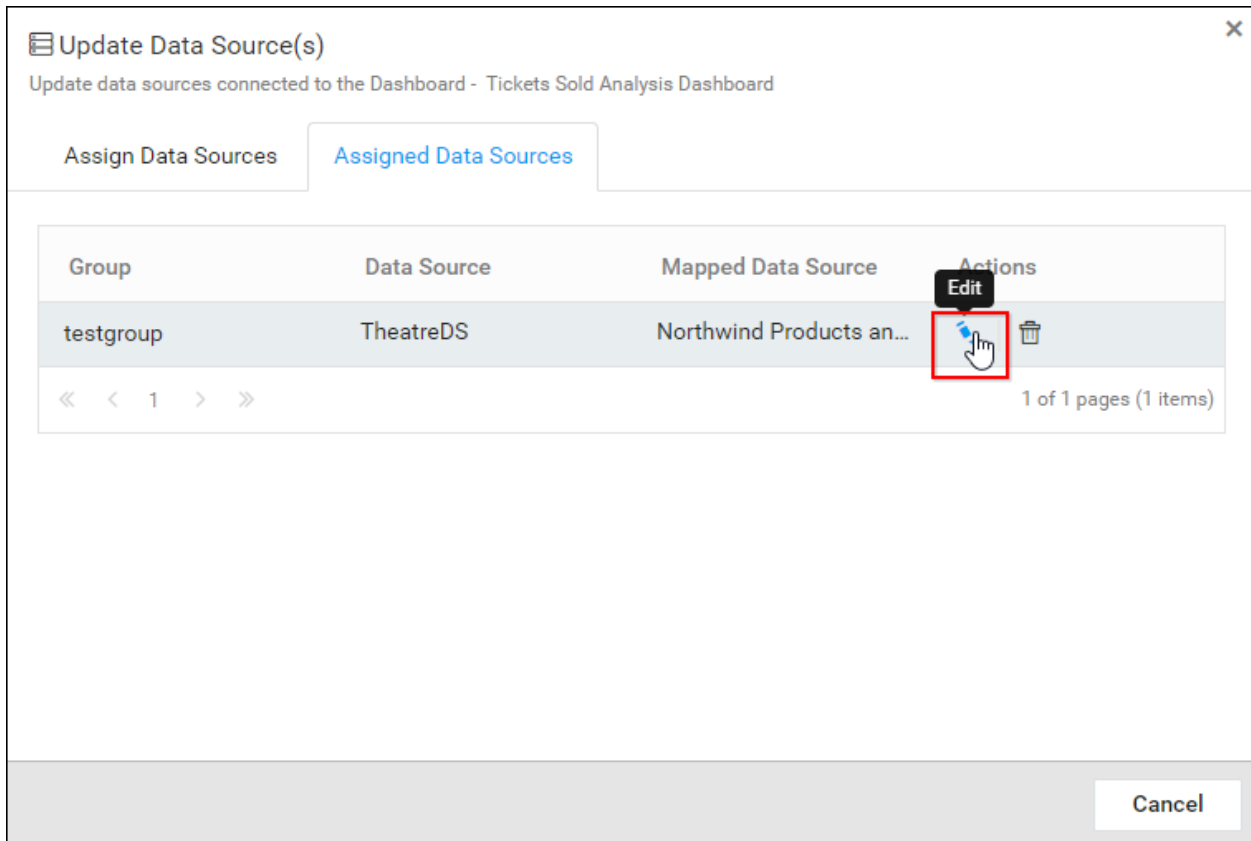 Update Data Source(s)
Update data sources connected to the Dashboard - Tickets Sold Analysis Dashboard
Assign Data Sources Assigned Data Sources
Group Data Source Mapped Data Source Actions
Edit
testgroup TheatreDS Northwind Products an...
1 1 of 1 pages (1 items)
Cancel